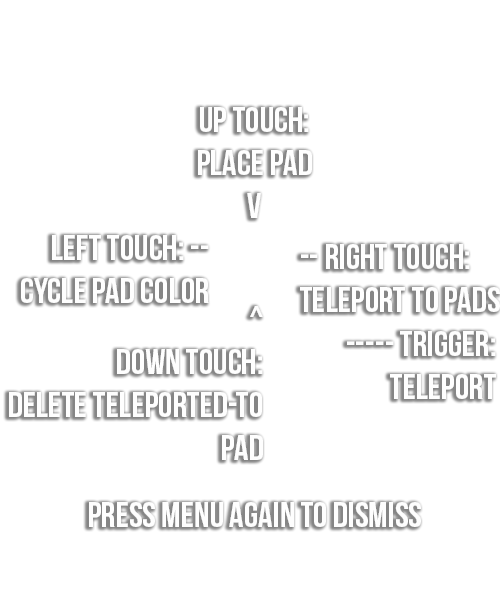 UP TOUCH:
PLACE PAD
V
LEFT TOUCH: --
CYCLE PAD COLOR
-- RIGHT TOUCH:
TELEPORT TO PADS
^
DOWN TOUCH:
DELETE TELEPORTED-TO
PAD
----- TRIGGER:
TELEPORT
PRESS MENU AGAIN TO DISMISS